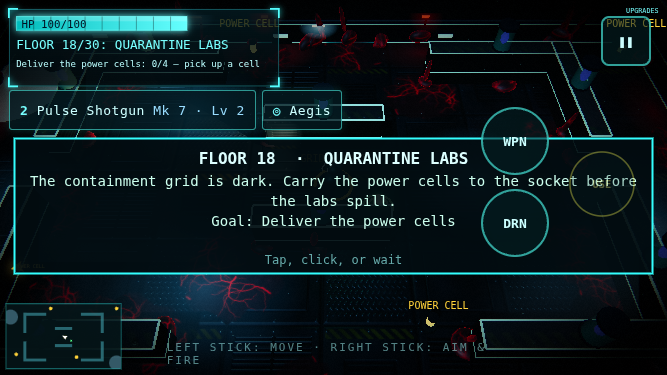 POWER CELL
UPGRADES
POWER CELL
HP 100/100
FLOOR 18/30: QUARANTINE LABS
Deliver the power cells: 0/4 — pick up a cell
2 Pulse Shotgun Mk 7 · Lv 2
◎ Aegis
WPN
FLOOR 18 · QUARANTINE LABS
The containment grid is dark. Carry the power cells to the socket before
the labs spill.
Goal: Deliver the power cells
DRN
Tap, click, or wait
POWER CELL
LEFT STICK: MOVE · RIGHT STICK: AIM &
FIRE